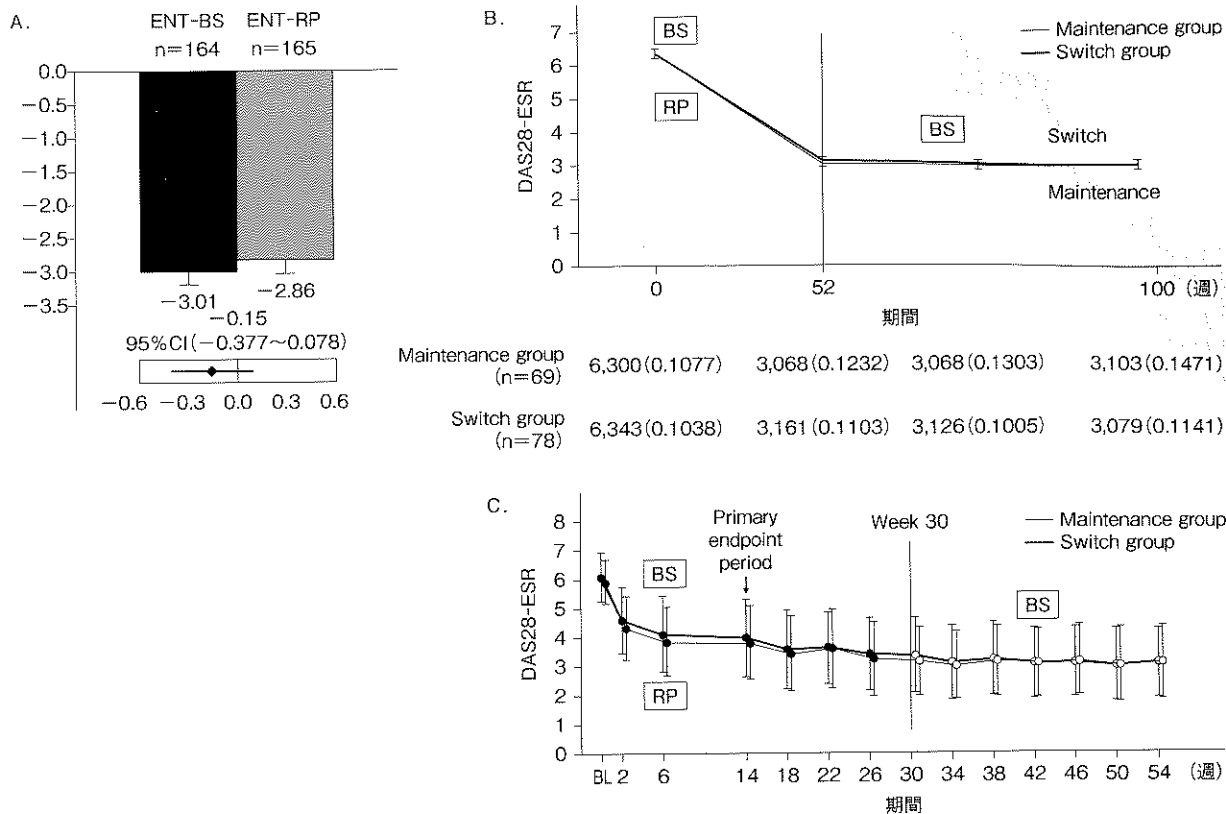 A.
ENT-BS ENT-RP
n=164 n=165
0.0
-0.5
-1.0
-1.5
-2.0
-2.5
-3.0
-3.5
-3.01
-2.86
-0.15
95%CI(-0.377~0.078)
-0.6 -0.3 0.0 0.3 0.6
B.
Maintenance group
Switch group
DAS28-ESR
7
6
5
4
3
2
1
0
BS
RP
BS
Switch
Maintenance
0 52 100 (週)
期間
Maintenance group
(n=69)
6,300(0.1077) 3,068(0.1232) 3,068(0.1303) 3,103(0.1471)
Switch group
(n=78)
6,343(0.1038) 3,161(0.1103) 3,126(0.1005) 3,079(0.1141)
C.
Maintenance group
Switch group
DAS28-ESR
8
7
6
5
4
3
2
1
0
Primary
endpoint
period
Week 30
BS
RP
BS
BL 2 6 14 18 22 26 30 34 38 42 46 50 54 (週)
期間